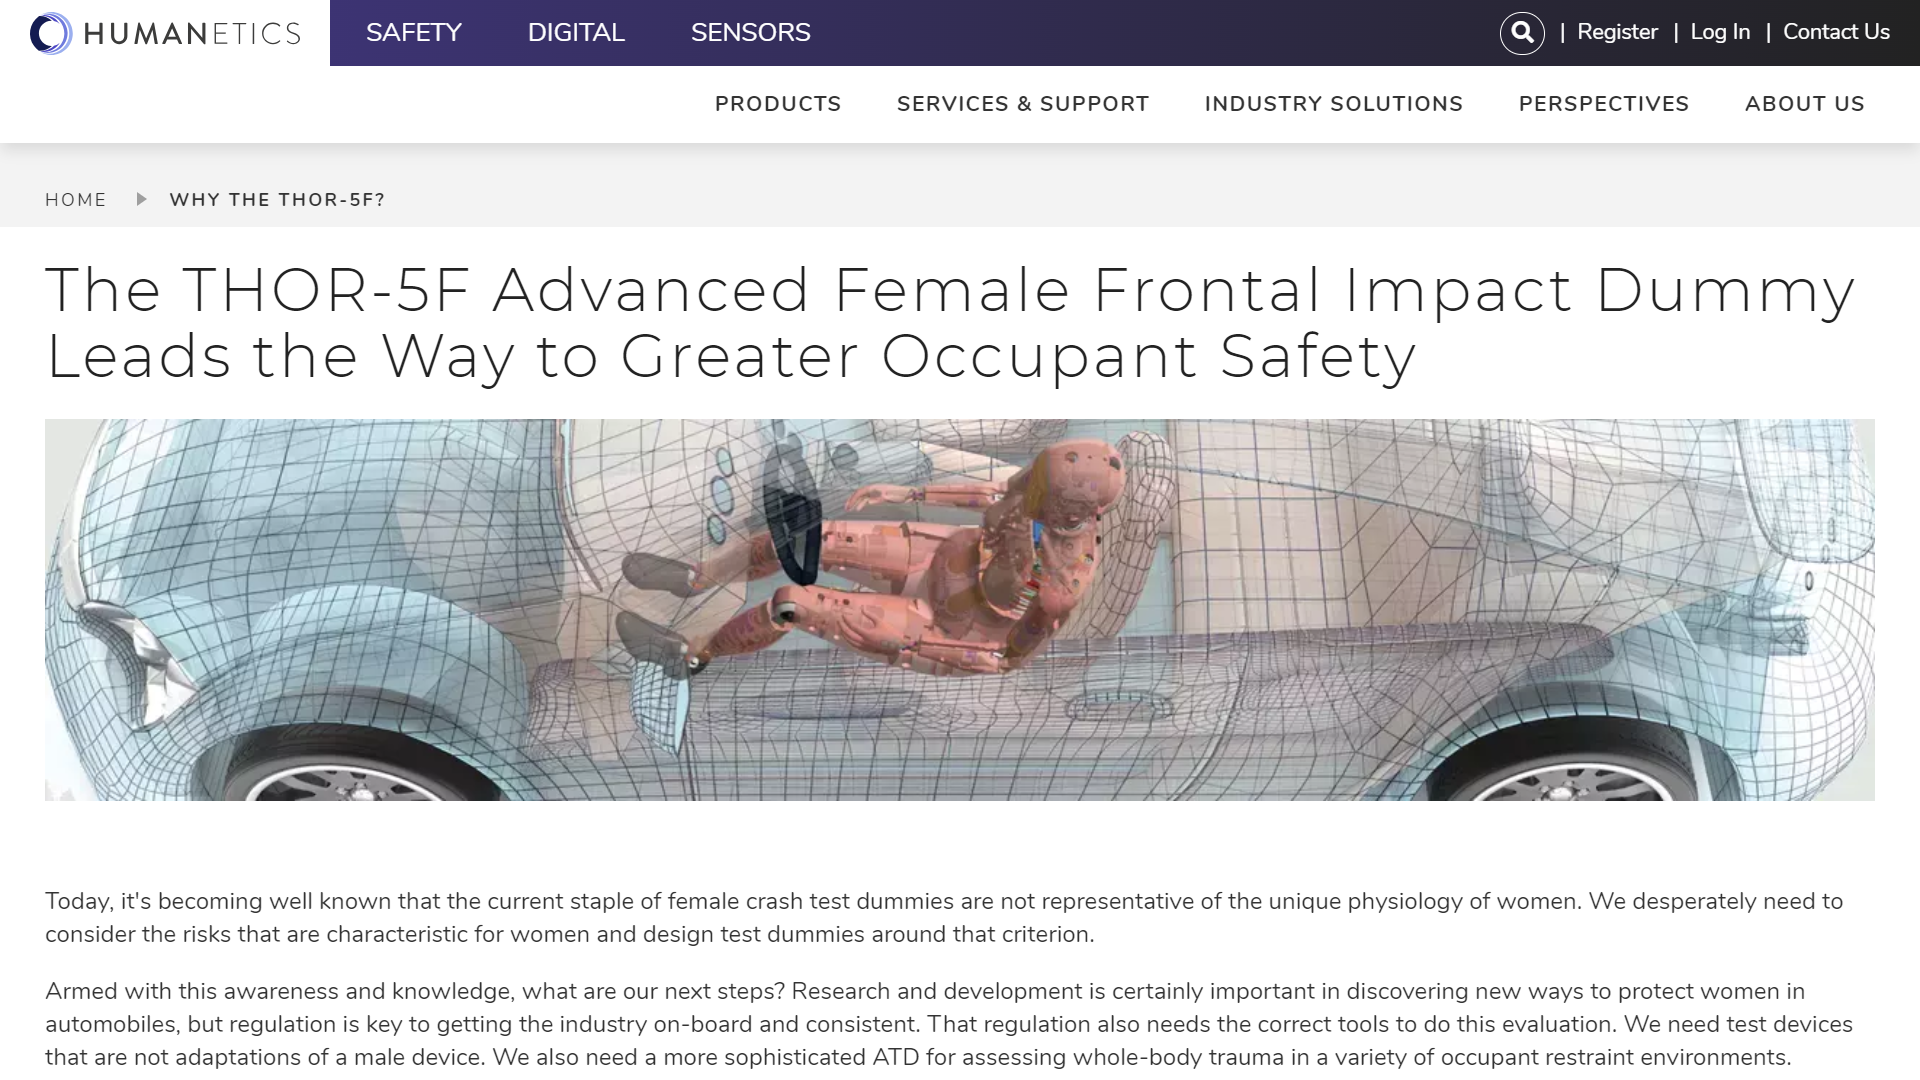 HUMANETICS
SAFETY DIGITAL SENSORS
| Register | Log In | Contact Us
PRODUCTS SERVICES & SUPPORT INDUSTRY SOLUTIONS PERSPECTIVES ABOUT US
HOME WHY THE THOR-5F?
The THOR-5F Advanced Female Frontal Impact Dummy
Leads the Way to Greater Occupant Safety
Today, it's becoming well known that the current staple of female crash test dummies are not representative of the unique physiology of women. We desperately need to
consider the risks that are characteristic for women and design test dummies around that criterion.
Armed with this awareness and knowledge, what are our next steps? Research and development is certainly important in discovering new ways to protect women in
automobiles, but regulation is key to getting the industry on-board and consistent. That regulation also needs the correct tools to do this evaluation. We need test devices
that are not adaptations of a male device. We also need a more sophisticated ATD for assessing whole-body trauma in a variety of occupant restraint environments.